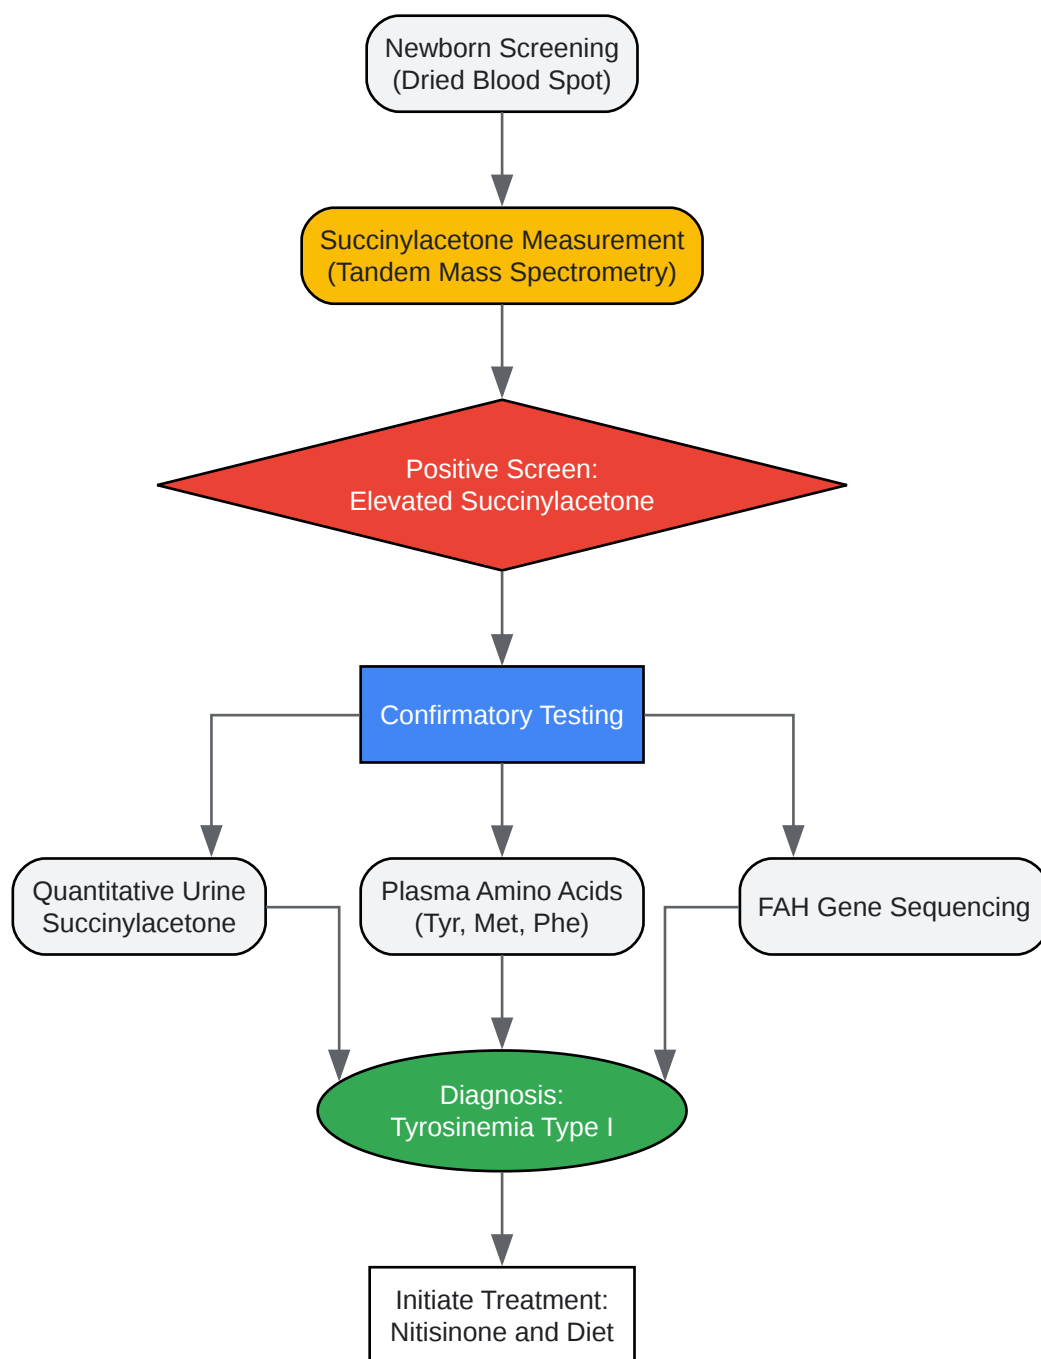 Newborn Screening
(Dried Blood Spot)
Succinylacetone Measurement
(Tandem Mass Spectrometry)
Positive Screen:
Elevated Succinylacetone
Confirmatory Testing
Quantitative Urine
Succinylacetone
Plasma Amino Acids
(Tyr, Met, Phe)
FAH Gene Sequencing
Diagnosis:
Tyrosinemia Type I
Initiate Treatment:
Nitisinone and Diet